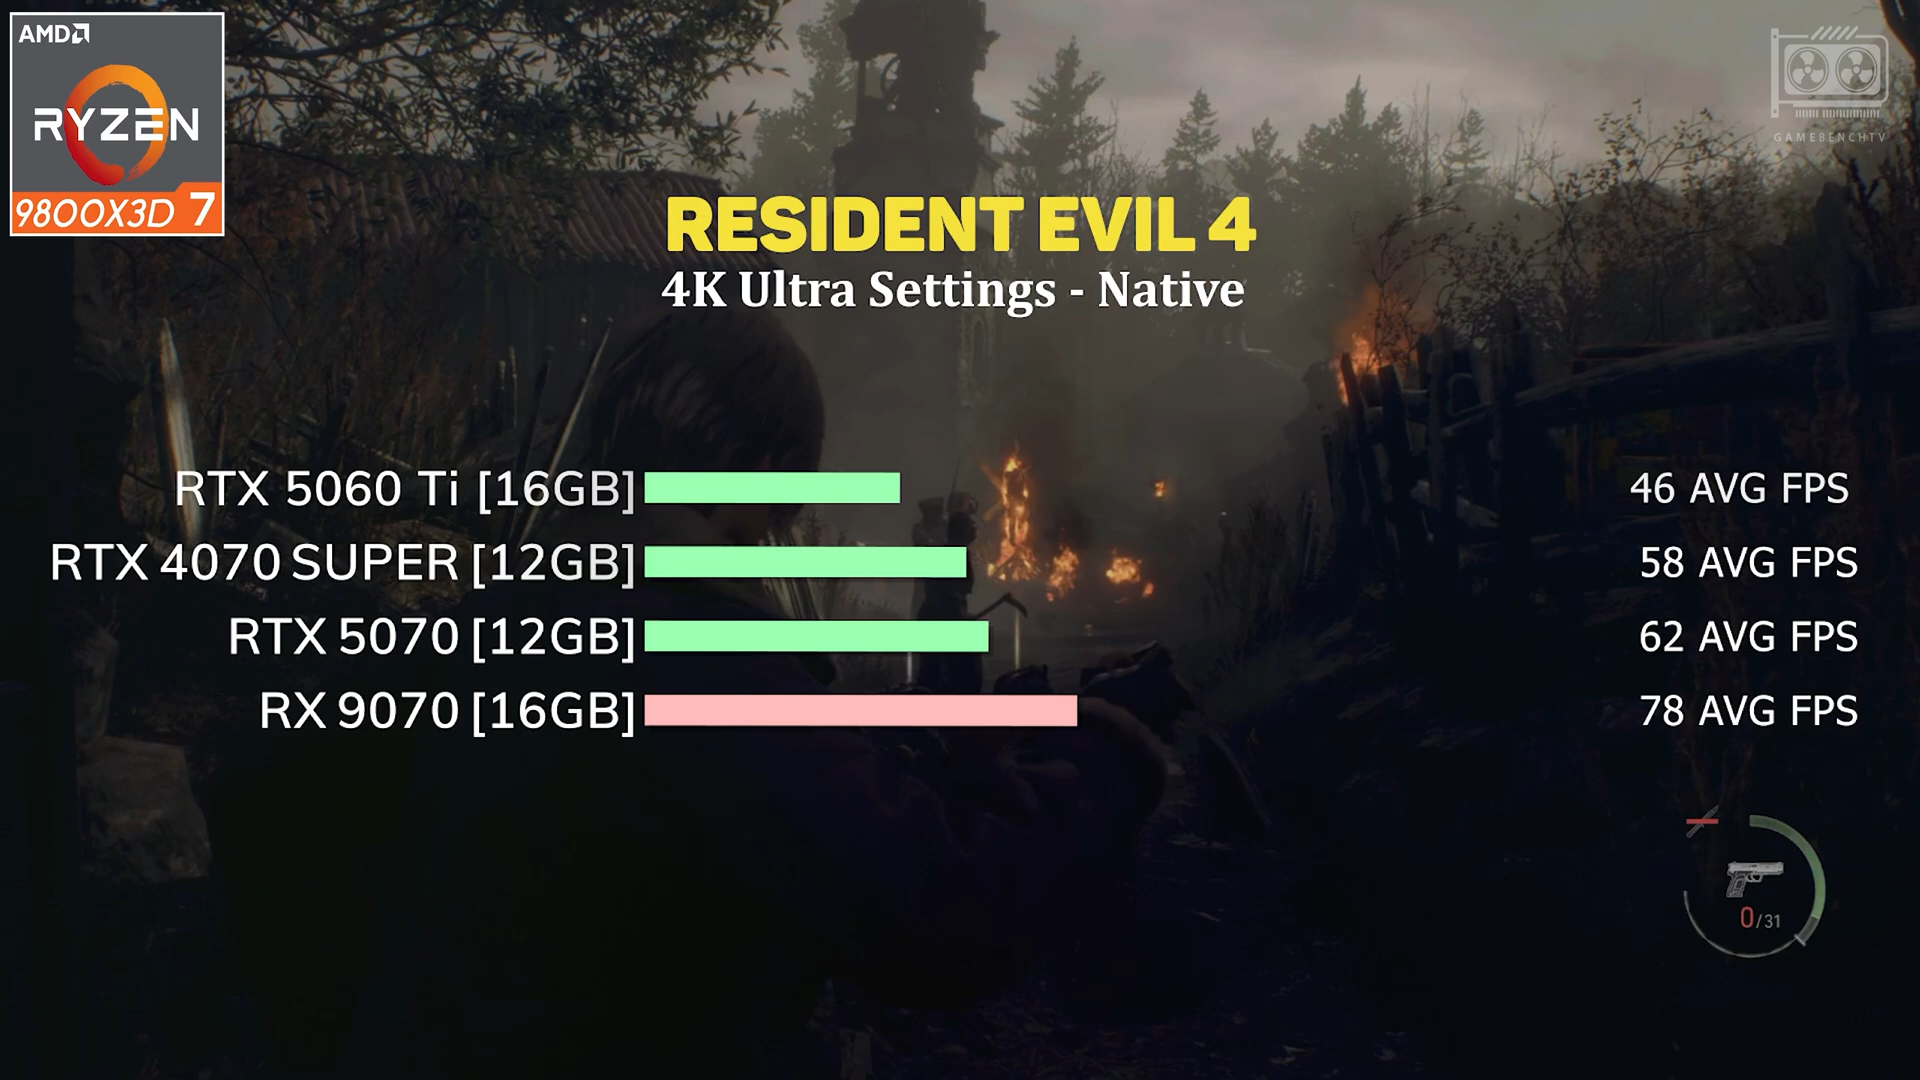 AMD
RYZEN
9800X3D 7
GAMEBENCHTV
RESIDENT EVIL 4
4K Ultra Settings - Native
RTX 5060 Ti [16GB] 46 AVG FPS
RTX 4070 SUPER [12GB] 58 AVG FPS
RTX 5070 [12GB] 62 AVG FPS
RX 9070 [16GB] 78 AVG FPS
0/31